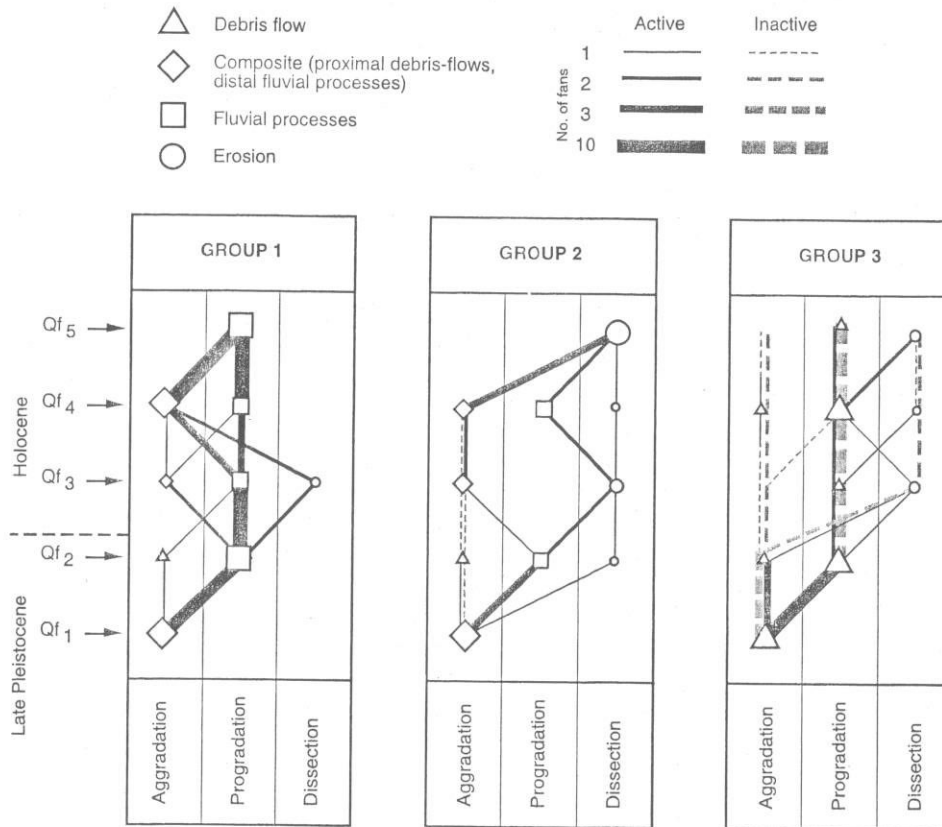 Debris flow
Composite (proximal debris-flows,
distal fluvial processes)
Fluvial processes
Erosion
Active
Inactive
No. of fans
1
2
3
10
GROUP 1
GROUP 2
GROUP 3
Holocene
Late Pleistocene
Qf5
Qf4
Qf3
Qf2
Qf1
Aggradation
Progradation
Dissection
Aggradation
Progradation
Dissection
Aggradation
Progradation
Dissection